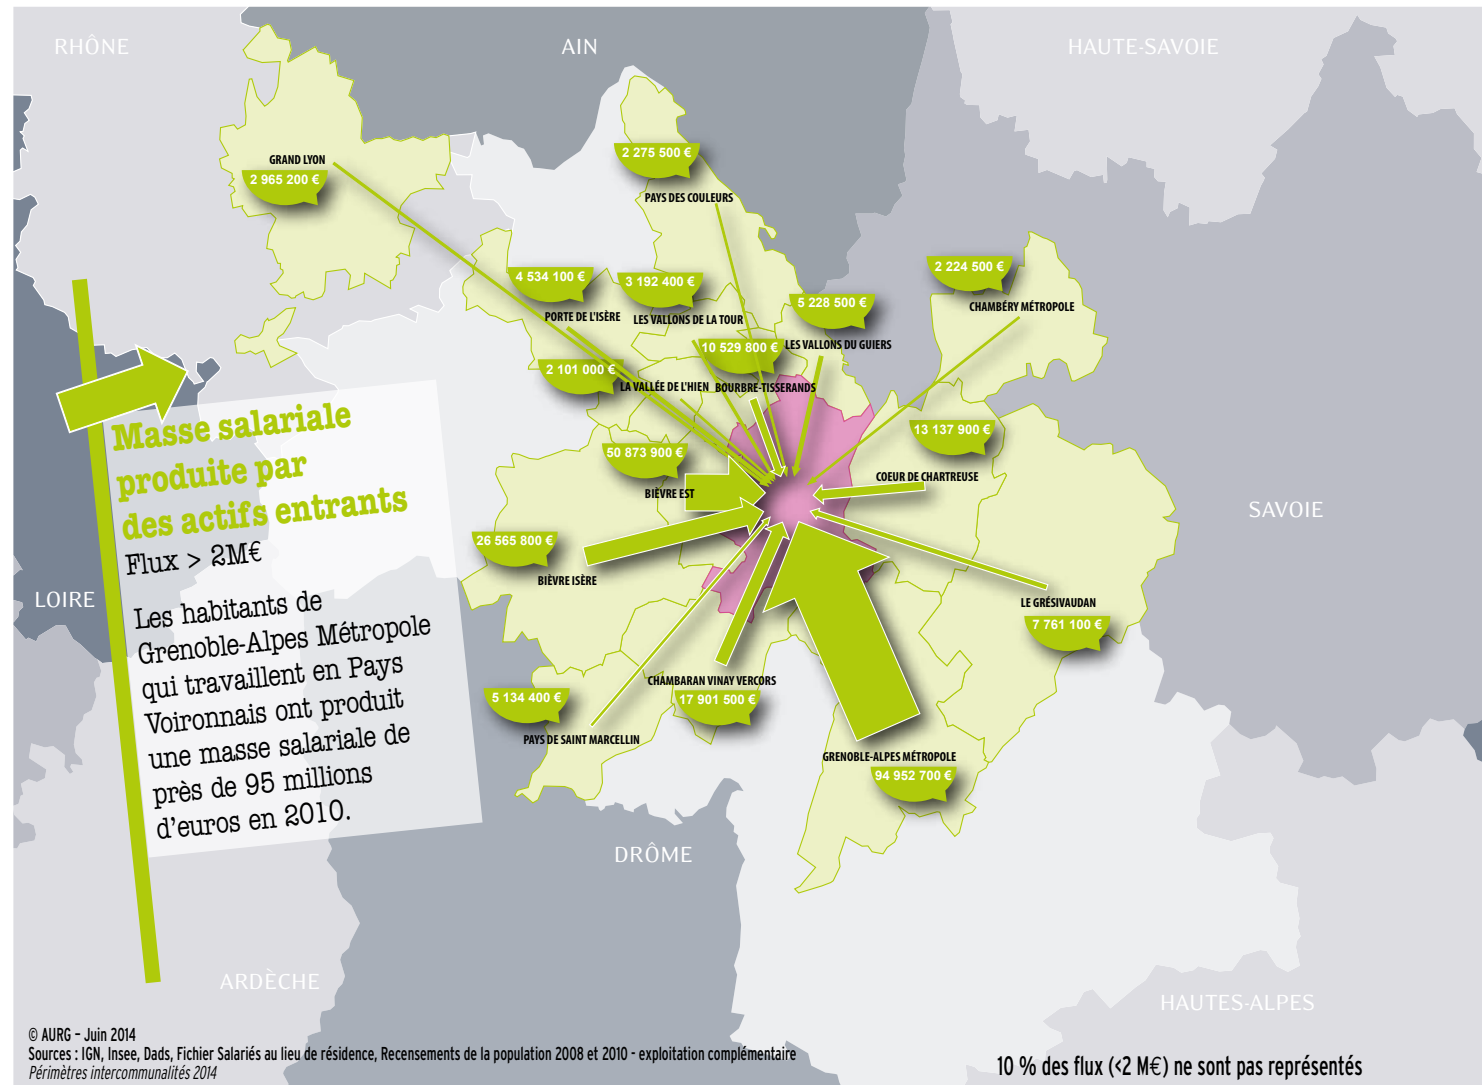 RHÔNE
AIN
HAUTE-SAVOIE
GRAND LYON
2 965 200 €
2 275 500 €
PAYS DES COULEURS
4 534 100 €
PORTE DE L'ISÈRE
3 192 400 €
LES VALLONS DE LA TOUR
5 228 500 €
LES VALLONS DU GUIERS
2 224 500 €
CHAMBÉRY MÉTROPOLE
10 529 800 €
BOURBRE-TISSERANDS
2 101 000 €
LA VALLÉE DE L'HIEN
50 873 900 €
BIÈVRE EST
13 137 900 €
COEUR DE CHARTREUSE
26 565 800 €
BIÈVRE ISÈRE
SAVOIE
LOIRE
LE GRÉSIVAUDAN
7 761 100 €
5 134 400 €
PAYS DE SAINT MARCELLIN
CHAMBARAN VINAY VERCORS
17 901 500 €
GRENOBLE-ALPES MÉTROPOLE
94 952 700 €
Masse salariale
produite par
des actifs entrants
Flux > 2M€
Les habitants de
Grenoble-Alpes Métropole
qui travaillent en Pays
Voironnais ont produit
une masse salariale de
près de 95 millions
d'euros en 2010.
DRÔME
ARDÈCHE
HAUTES-ALPES
© AURG – Juin 2014
Sources : IGN, Insee, Dads, Fichier Salariés au lieu de résidence, Recensements de la population 2008 et 2010 - exploitation complémentaire
Périmètres intercommunalités 2014
10 % des flux (<2 M€) ne sont pas représentés